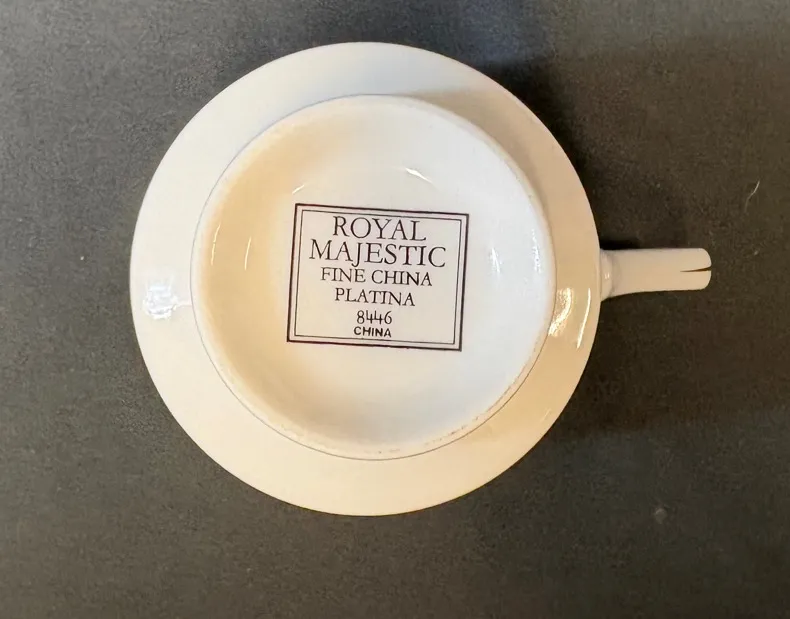 ROYAL
MAJESTIC
FINE CHINA
PLATINA
8446
CHINA